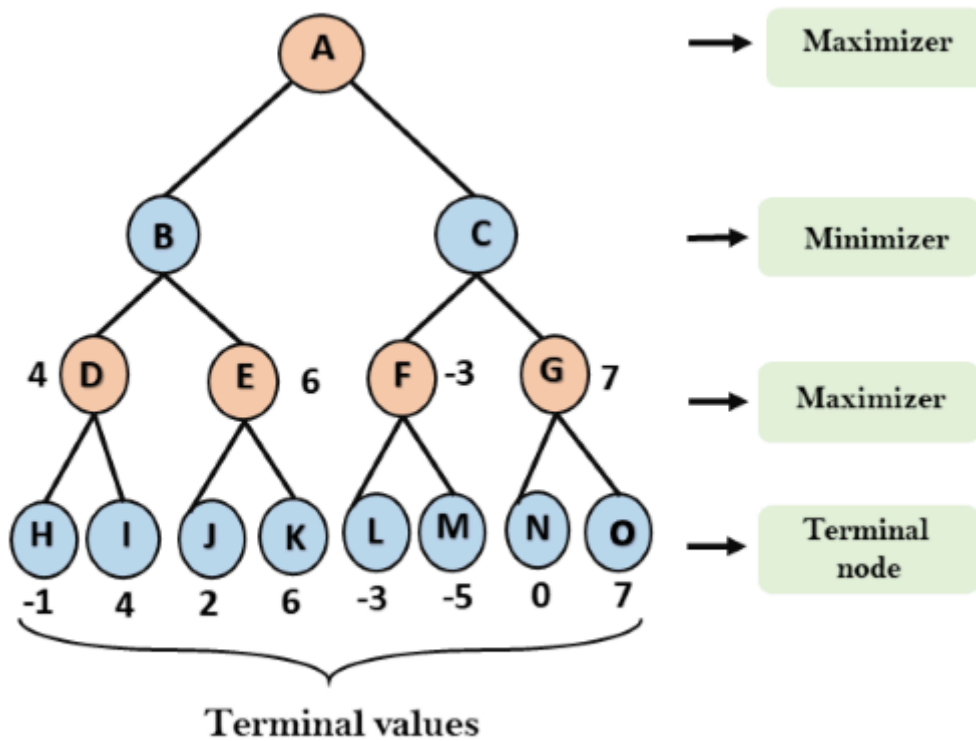 A
Maximizer
B
C
Minimizer
4
D
E
6
F
-3
G
7
Maximizer
H
I
J
K
L
M
N
O
Terminal
node
-1
4
2
6
-3
-5
0
7
Terminal values